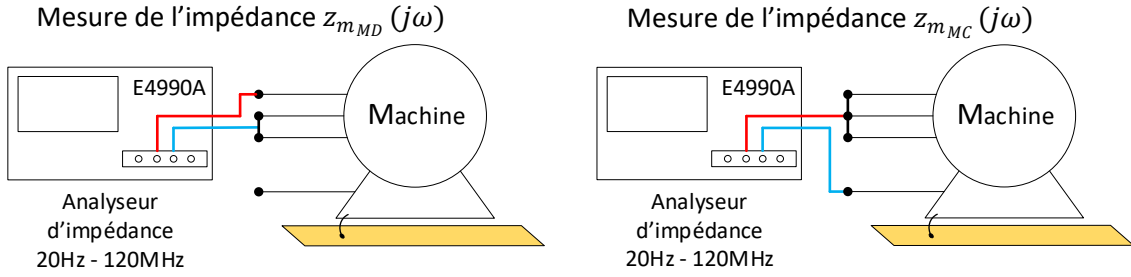 Mesure de l’impédance z_{m_{MD}} (jω)
E4990A
Machine
Analyseur
d’impédance
20Hz - 120MHz
Mesure de l’impédance z_{m_{MC}} (jω)
E4990A
Machine
Analyseur
d’impédance
20Hz - 120MHz